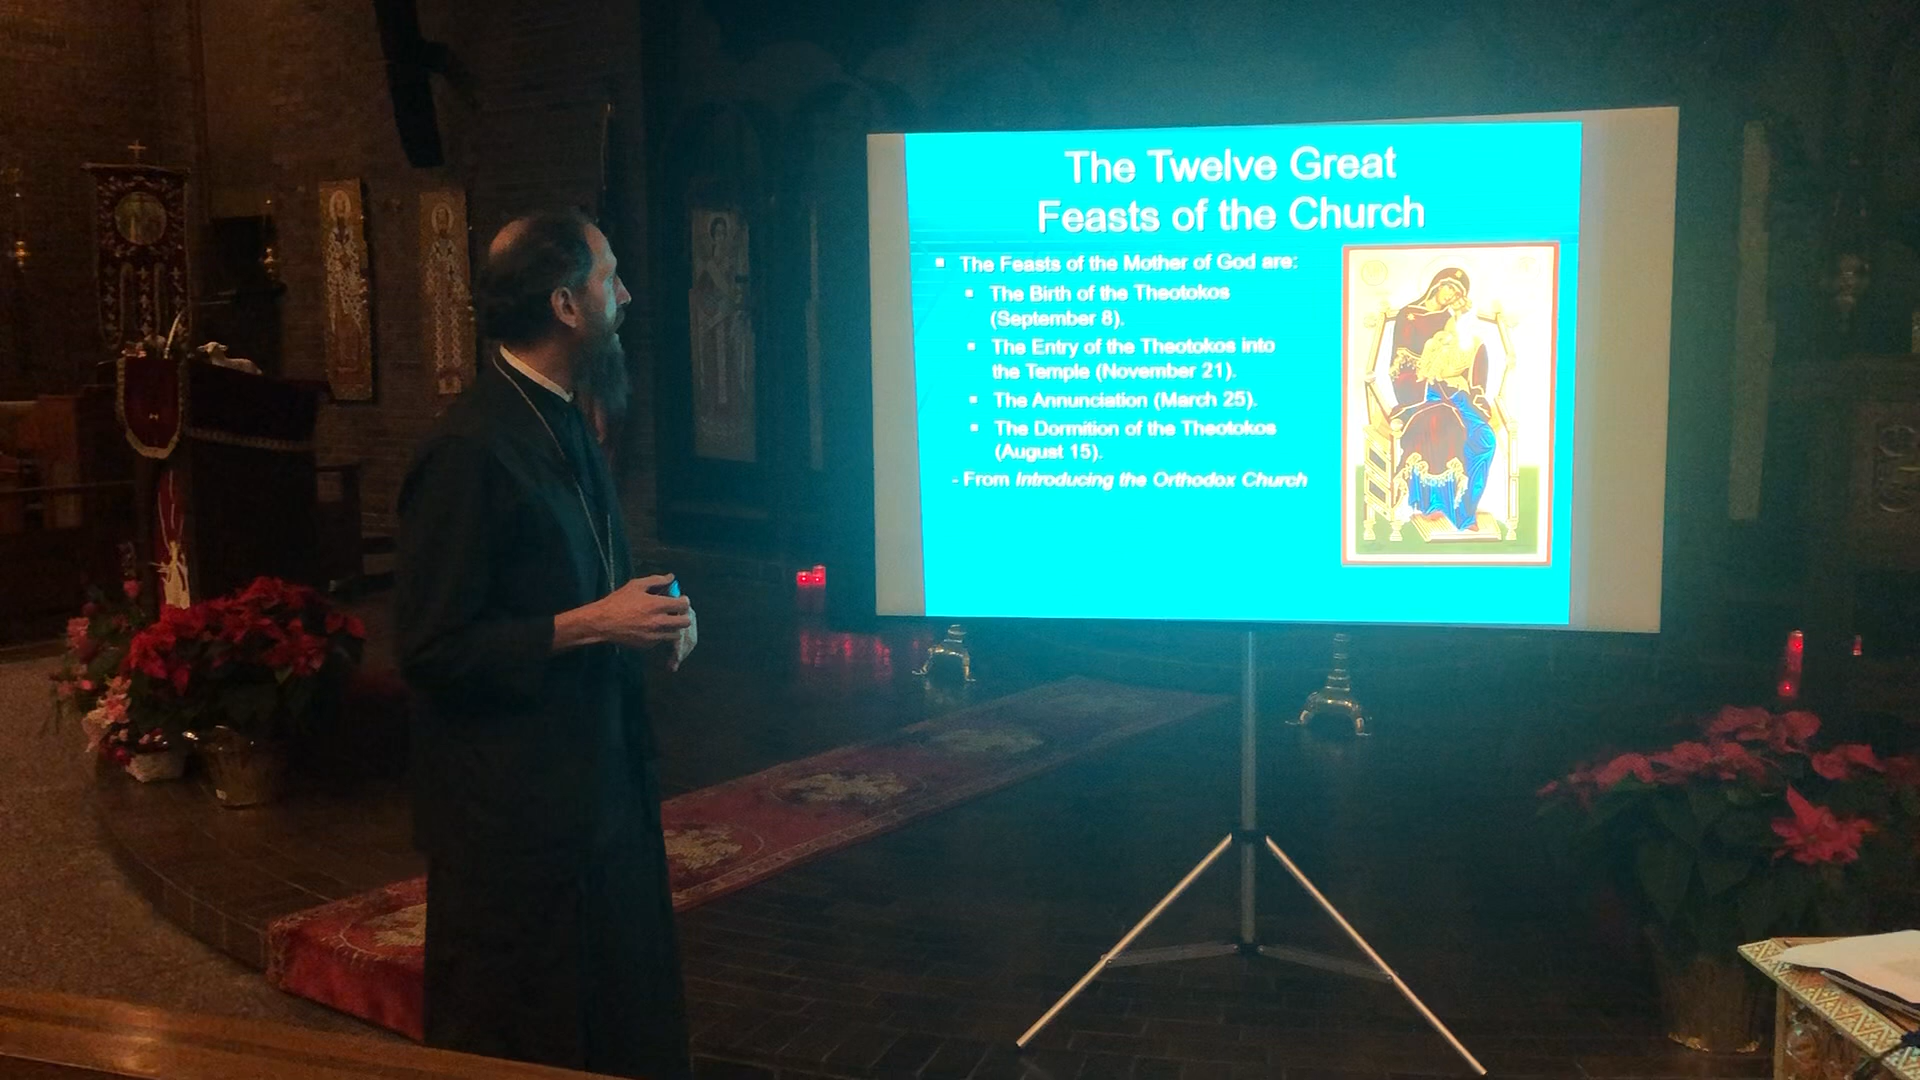 The Twelve Great
Feasts of the Church
▪ The Feasts of the Mother of God are:
▪ The Birth of the Theotokos
(September 8).
▪ The Entry of the Theotokos into
the Temple (November 21).
▪ The Annunciation (March 25).
▪ The Dormition of the Theotokos
(August 15).
- From Introducing the Orthodox Church